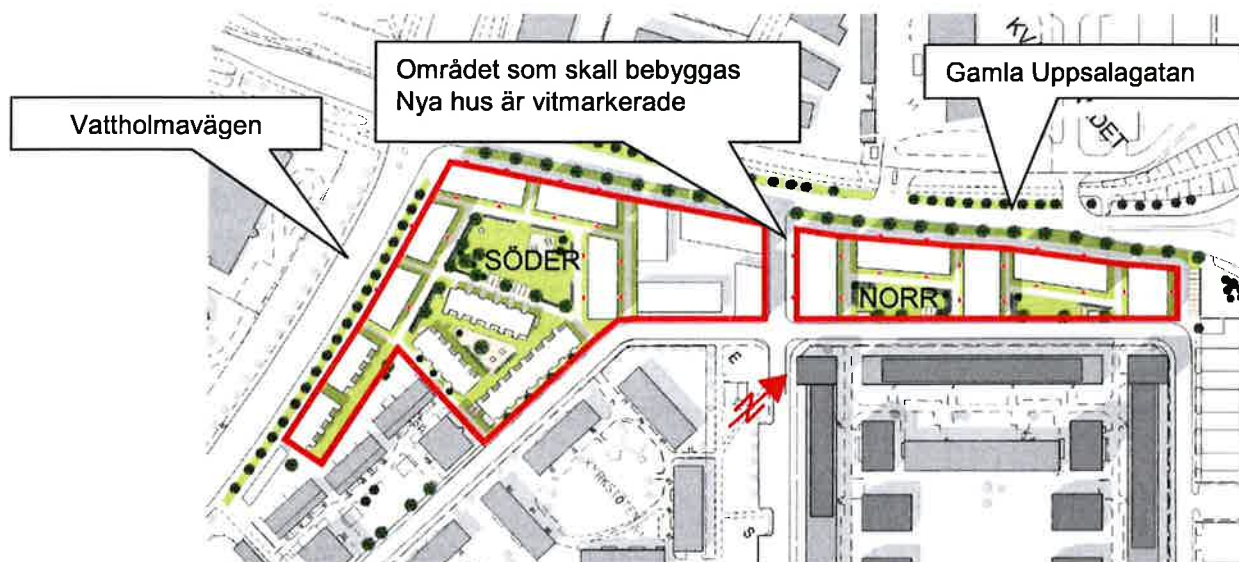 Vattholmavägen
Området som skall bebyggas
Nya hus är vitmarkerade
Gamla Uppsalagatan
SÖDER
NORR
E
S